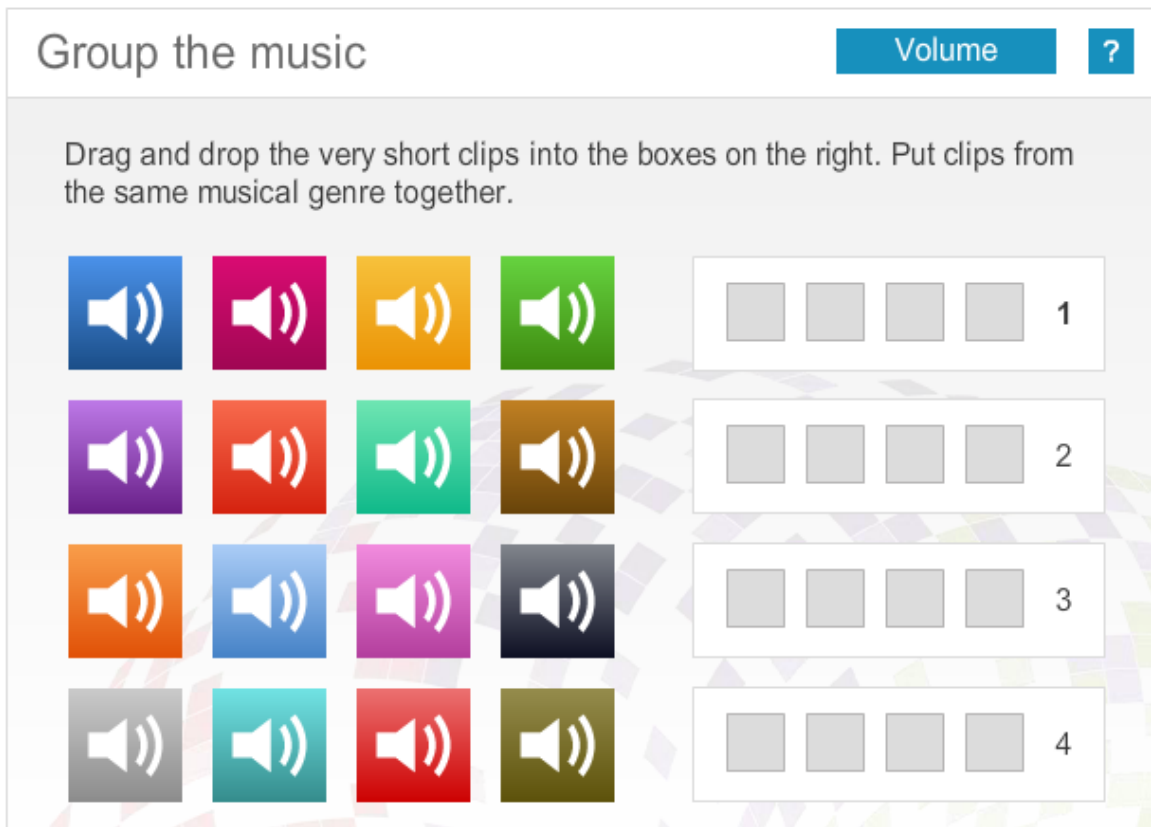 Group the music
Volume
?
Drag and drop the very short clips into the boxes on the right. Put clips from
the same musical genre together.
1
2
3
4